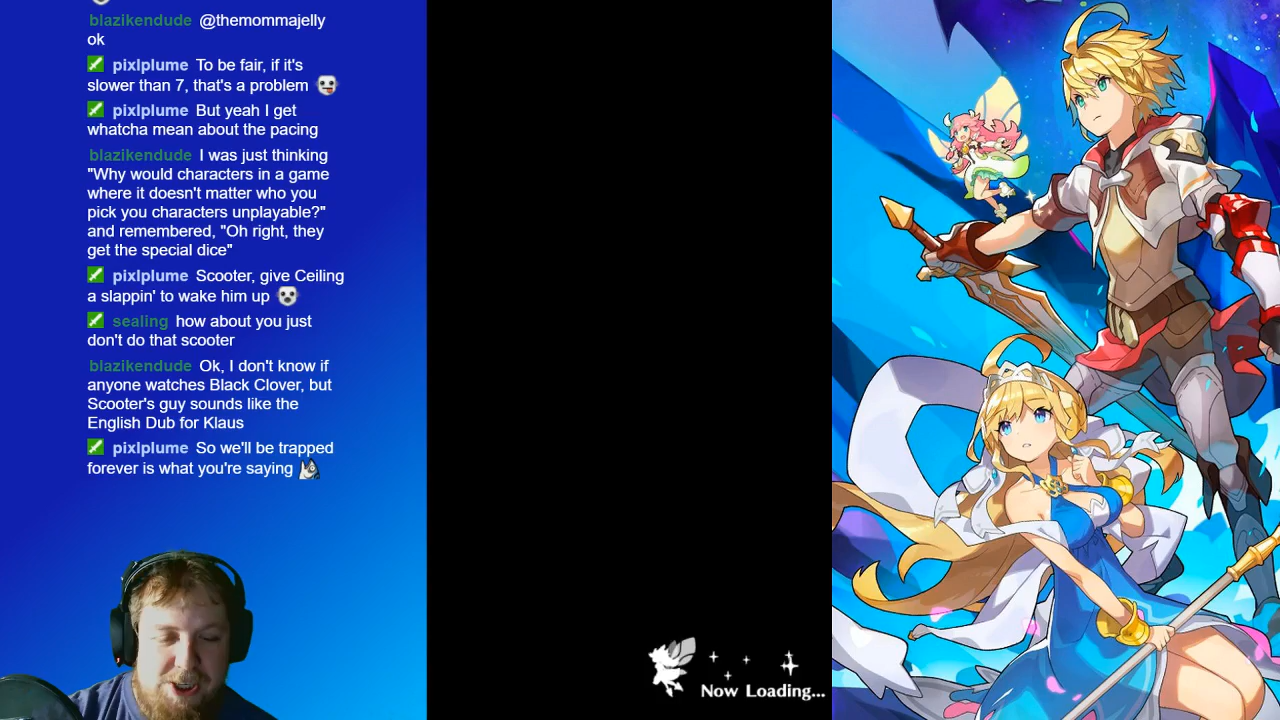 blazikendude @themommajelly
ok
pixlplume To be fair, if it's
slower than 7, that's a problem
pixlplume But yeah I get
whatcha mean about the pacing
blazikendude I was just thinking
"Why would characters in a game
where it doesn't matter who you
pick you characters unplayable?"
and remembered, "Oh right, they
get the special dice"
pixlplume Scooter, give Ceiling
a slappin' to wake him up
sealing how about you just
don't do that scooter
blazikendude Ok, I don't know if
anyone watches Black Clover, but
Scooter's guy sounds like the
English Dub for Klaus
pixlplume So we'll be trapped
forever is what you're saying
Now Loading...